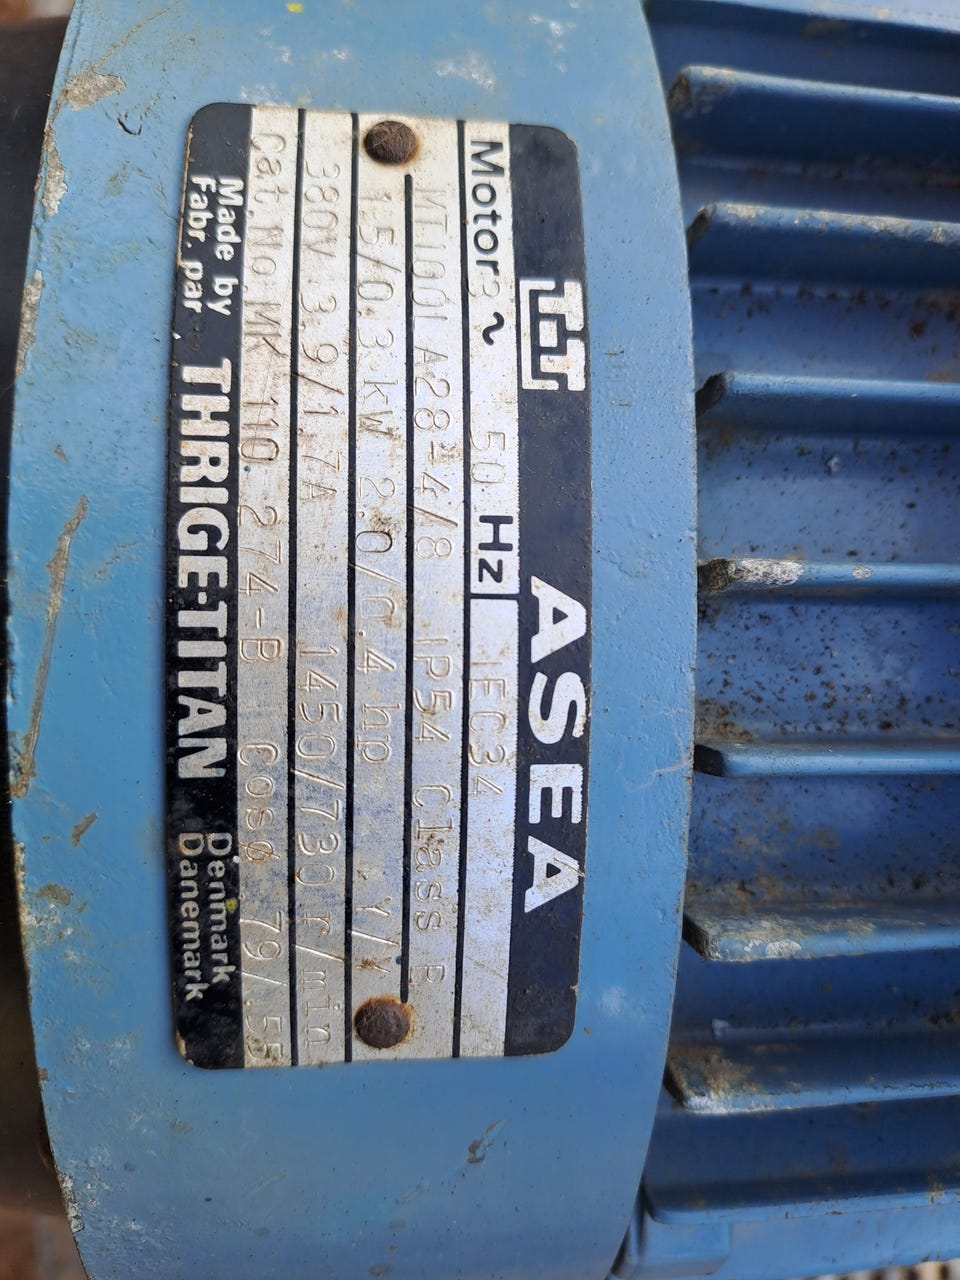 ASEA
Motor 3 ~ 50 Hz IEC34
MT100L A28-4/8 IP54 Class B
1.5/0.3 kW 2.0/0.4 hp Y/Y
380V 3.9/1.7A 1450/730 r/min
Cat.No.MK 110 274-B Cosφ .79/.55
Made by
Fabr. par
THRIGE-TITAN
Denmark
Danemark